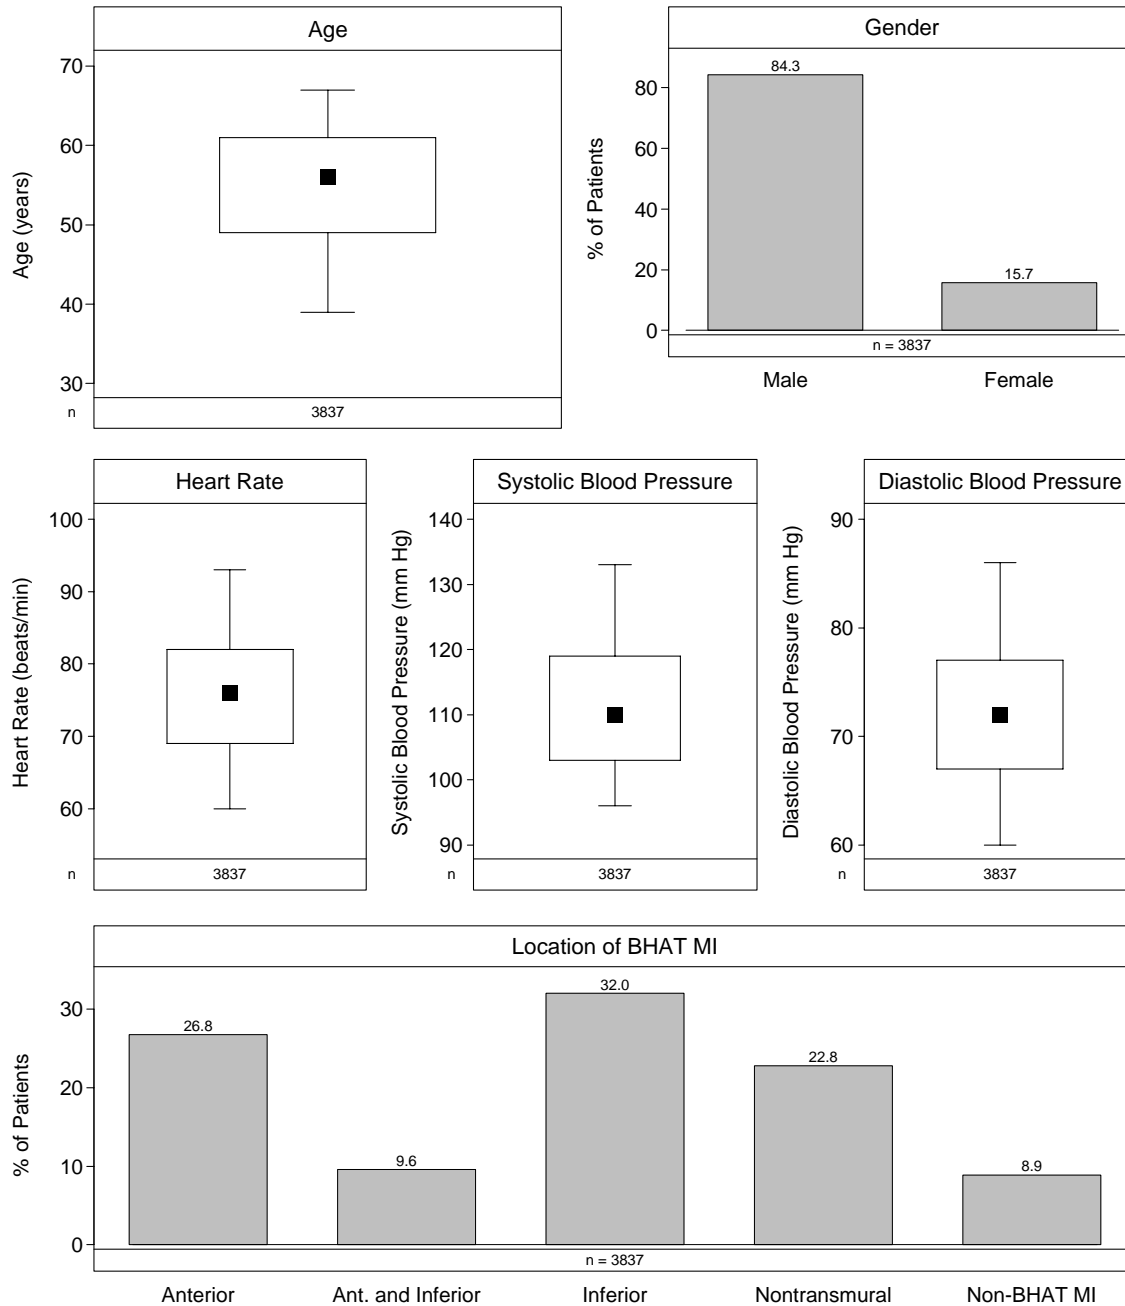 Age
Age (years)
70
60
50
40
30
n
3837
Gender
% of Patients
80
60
40
20
0
84.3
15.7
n = 3837
Male
Female
Heart Rate
Heart Rate (beats/min)
100
90
80
70
60
n
3837
Systolic Blood Pressure
Systolic Blood Pressure (mm Hg)
140
130
120
110
100
90
n
3837
Diastolic Blood Pressure
Diastolic Blood Pressure (mm Hg)
90
80
70
60
n
3837
Location of BHAT MI
% of Patients
30
20
10
0
26.8
9.6
32.0
22.8
8.9
n = 3837
Anterior
Ant. and Inferior
Inferior
Nontransmural
Non-BHAT MI